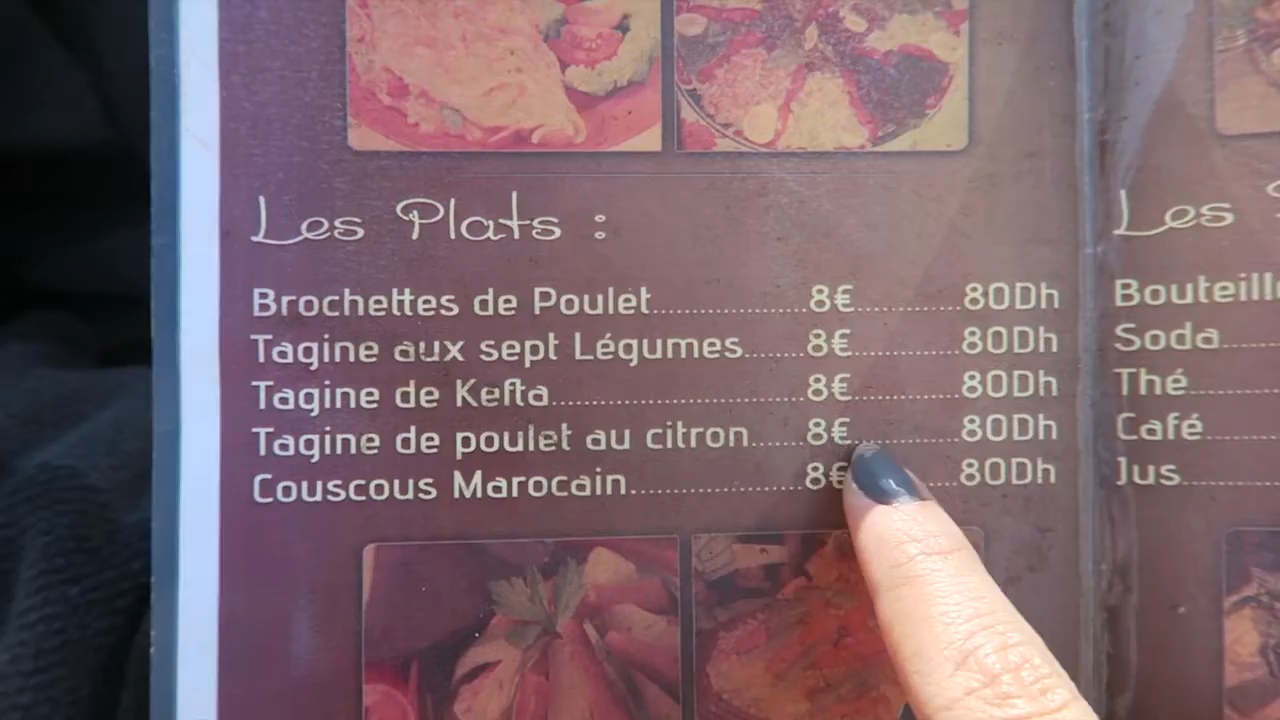 Les Plats :
Brochettes de Poulet....................8€.............80Dh
Tagine aux sept Légumes.......8€.............80Dh
Tagine de Kefta.................................8€.............80Dh
Tagine de poulet au citron.......8€.............80Dh
Couscous Marocain......................8€.............80Dh
Les
Soda
Thé
Café
Jus